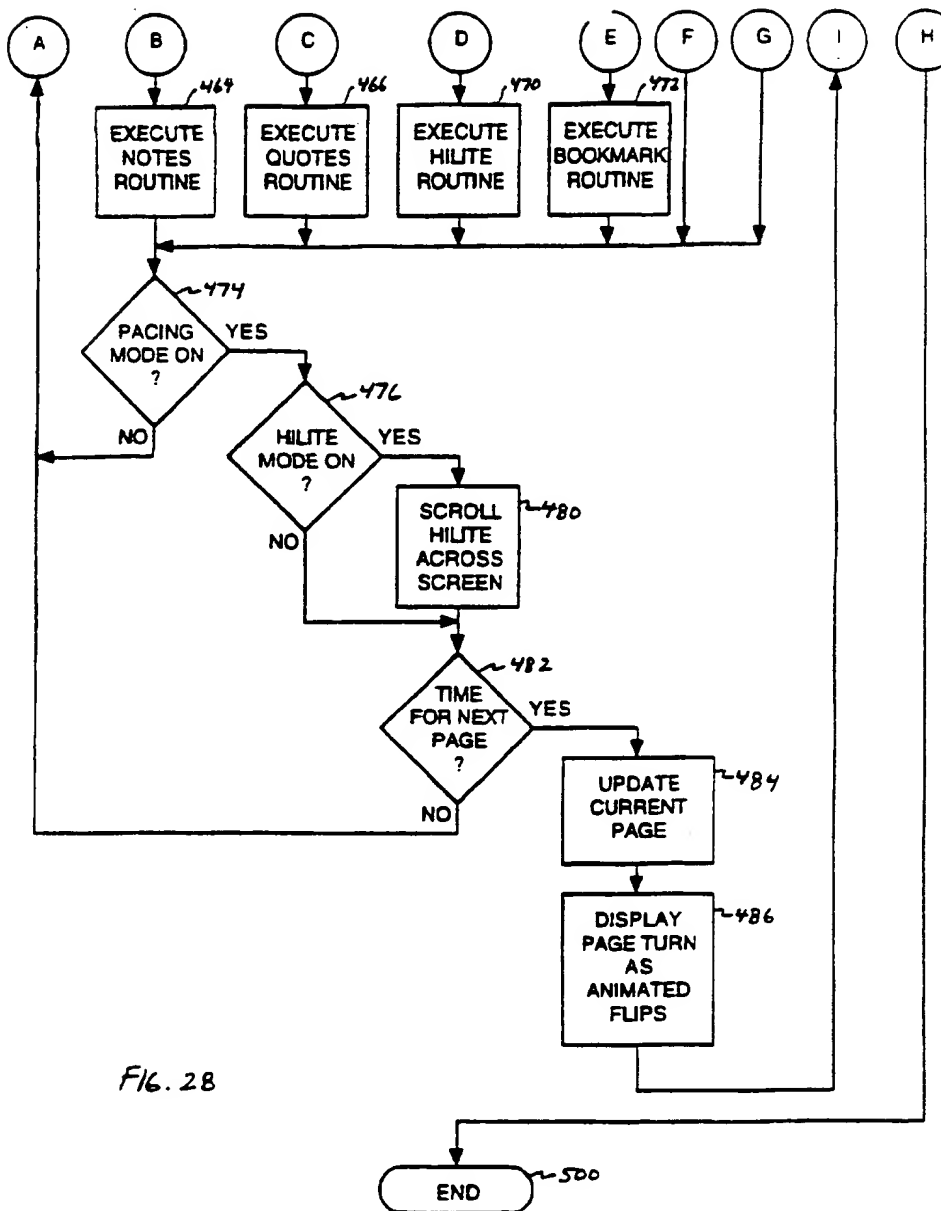 A B C D E F G I H
464 466 470 472
EXECUTE
NOTES
ROUTINE
EXECUTE
QUOTES
ROUTINE
EXECUTE
HILITE
ROUTINE
EXECUTE
BOOKMARK
ROUTINE
474
PACING
MODE ON
?
YES
NO
476
HILITE
MODE ON
?
YES
NO
480
SCROLL
HILITE
ACROSS
SCREEN
482
TIME
FOR NEXT
PAGE
?
YES
NO
484
UPDATE
CURRENT
PAGE
486
DISPLAY
PAGE TURN
AS
ANIMATED
FLIPS
FIG. 28
500
END